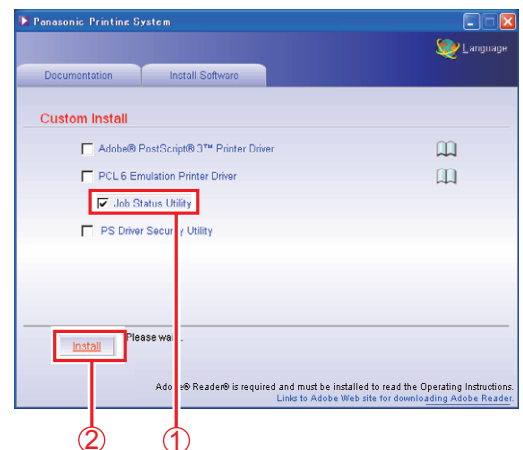 Panasonic Printing System
Language
Documentation
Install Software
Custom Install
Adobe® PostScript® 3™ Printer Driver
PCL 6 Emulation Printer Driver
Job Status Utility
PS Driver Security Utility
Install
Please wait.
Adobe® Reader® is required and must be installed to read the Operating Instructions.
Links to Adobe Web site for downloading Adobe Reader.
② ①